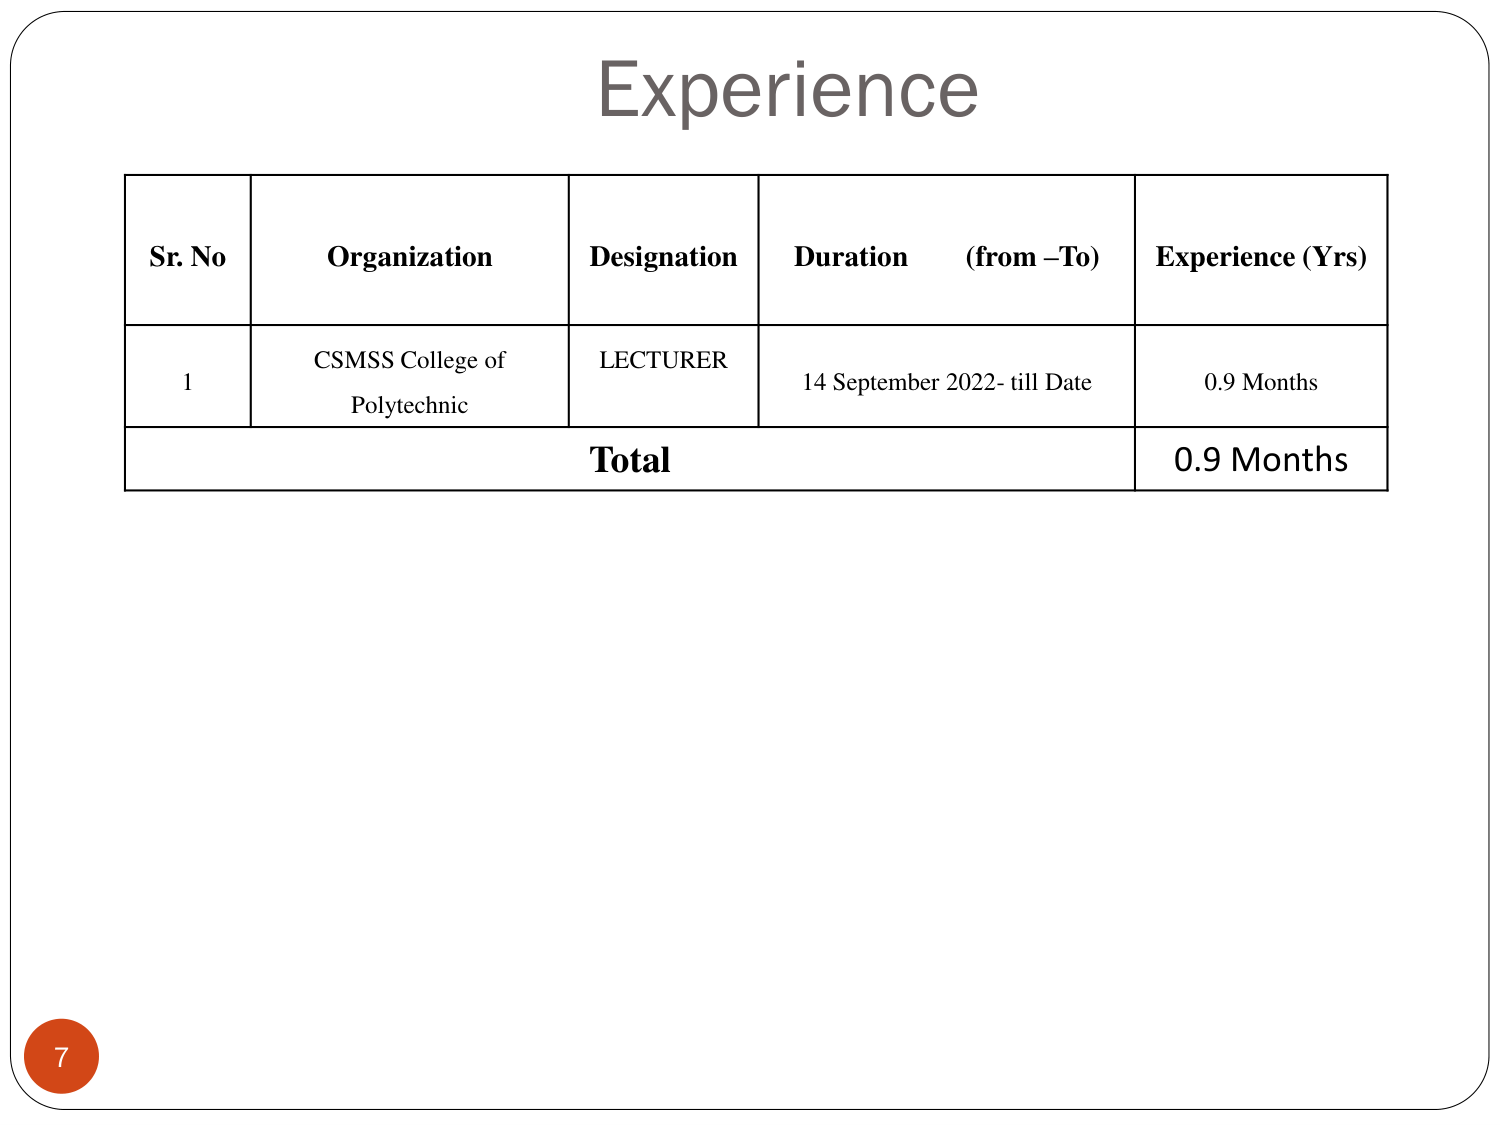 Experience
Sr. No Organization Designation Duration (from –To) Experience (Yrs)
1 CSMSS College of Polytechnic LECTURER 14 September 2022- till Date 0.9 Months
Total 0.9 Months
7